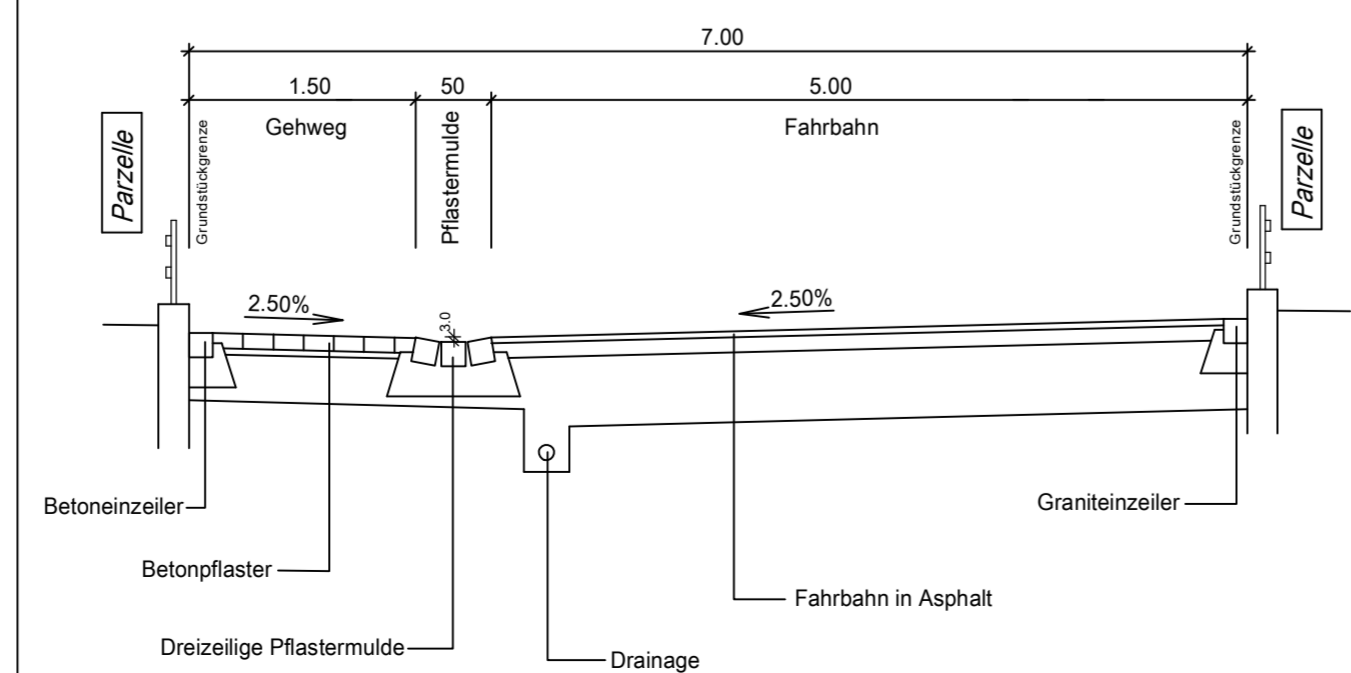 7.00
1.50 50 5.00
Gehweg Pflastermulde Fahrbahn
Parzelle Grundstückgrenze Grundstückgrenze Parzelle
2.50% 3.0 2.50%
Betoneinzeiler Graniteinzeiler
Betonpflaster
Fahrbahn in Asphalt
Dreizeilige Pflastermulde
Drainage